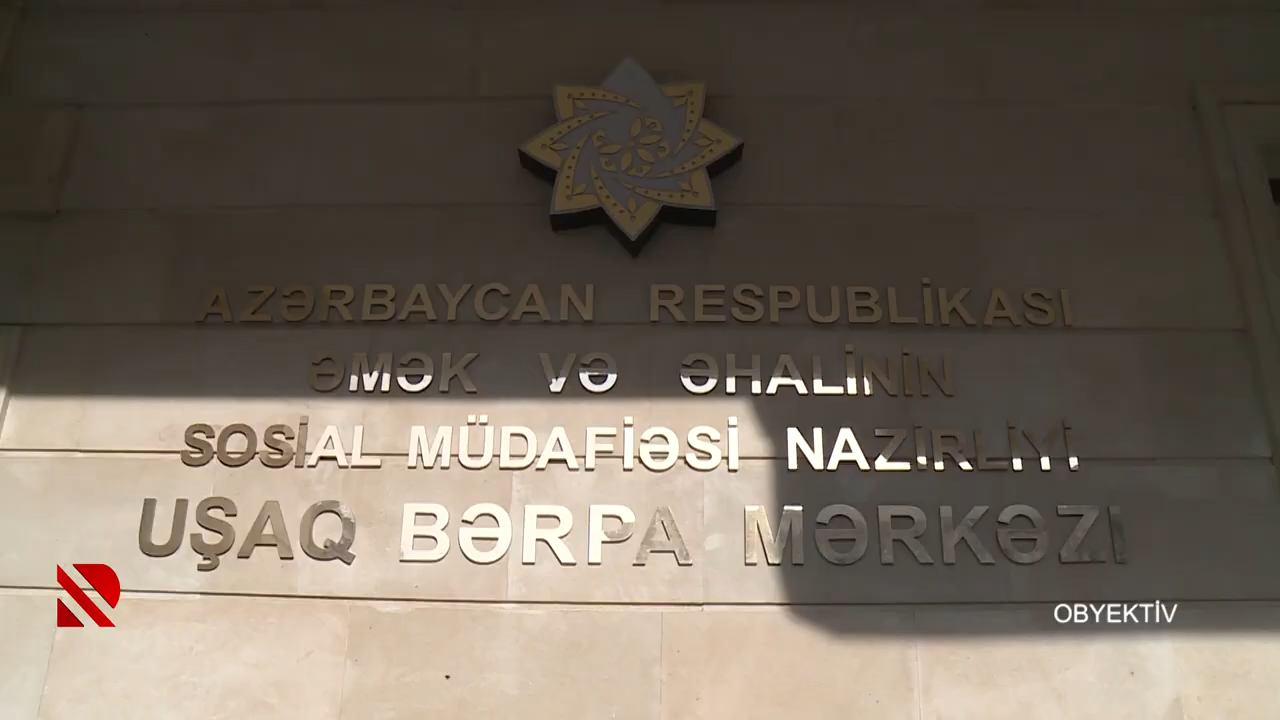 AZƏRBAYCAN RESPUBLİKASI
ƏMƏK VƏ ƏHALİNİN
SOSİAL MÜDAFİƏSİ NAZİRLİYİ
UŞAQ BƏRPA MƏRKƏZI
OBYEKTİV